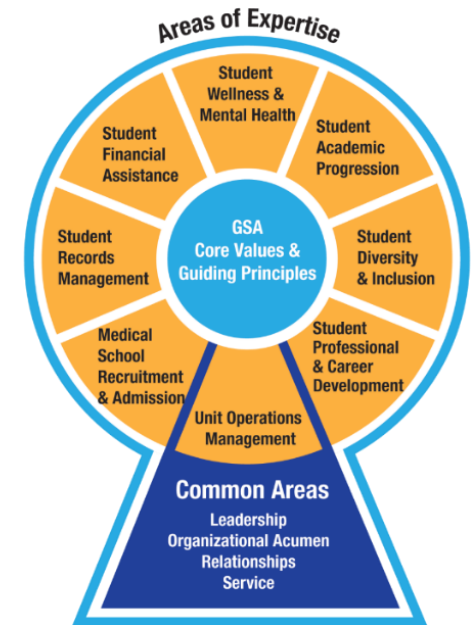 Areas of Expertise
Student
Wellness &
Mental Health
Student
Academic
Progression
Student
Diversity
& Inclusion
Student
Professional
& Career
Development
Unit Operations
Management
Medical
School
Recruitment
& Admission
Student
Records
Management
Student
Financial
Assistance
GSA
Core Values &
Guiding Principles
Common Areas
Leadership
Organizational Acumen
Relationships
Service